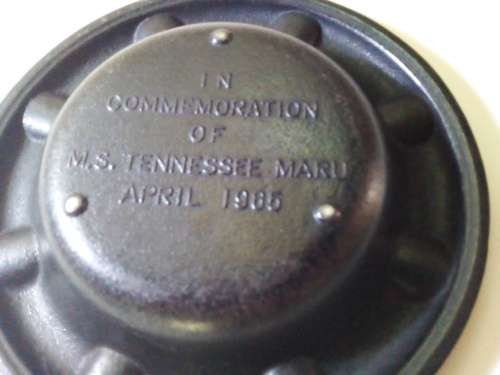 IN
COMMEMORATION
OF
M.S. TENNESSEE MARU
APRIL 1965